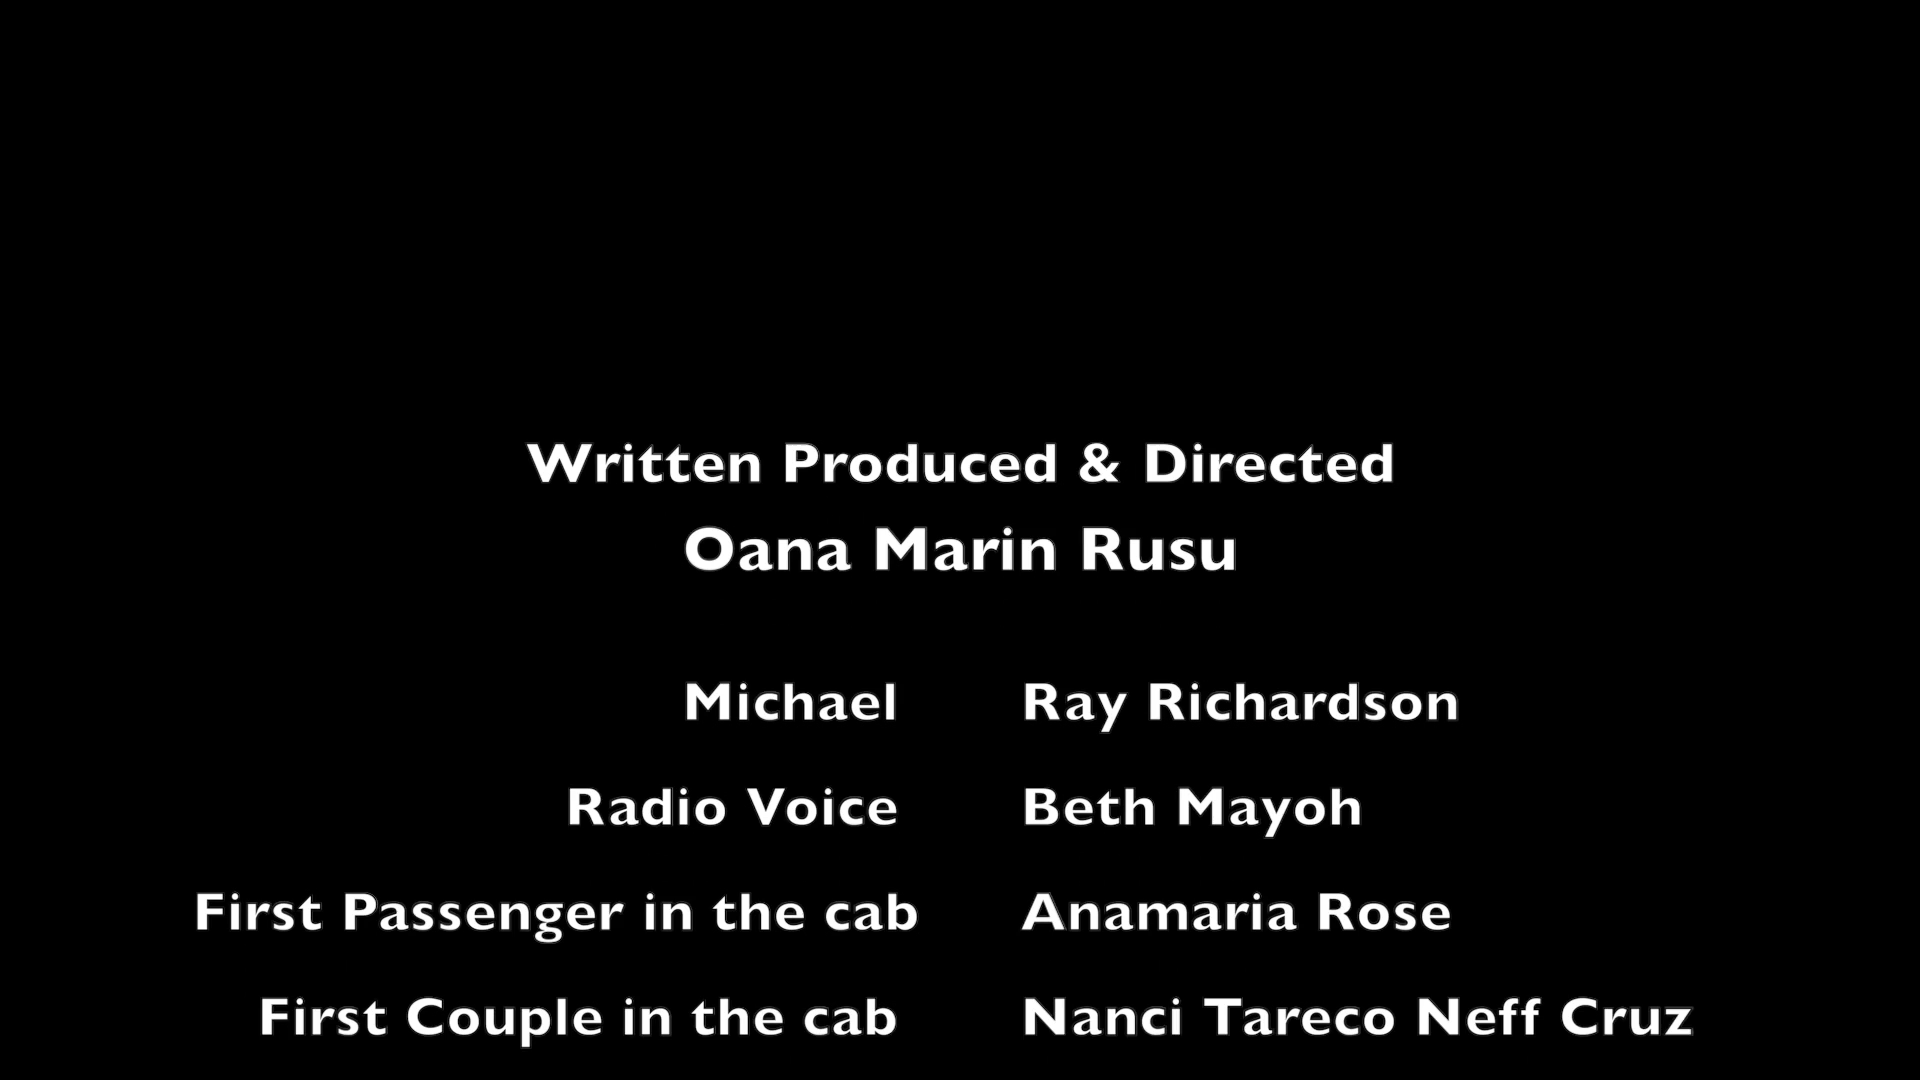 Written Produced & Directed
Oana Marin Rusu
Michael Ray Richardson
Radio Voice Beth Mayoh
First Passenger in the cab Anamaria Rose
First Couple in the cab Nanci Tareco Neff Cruz